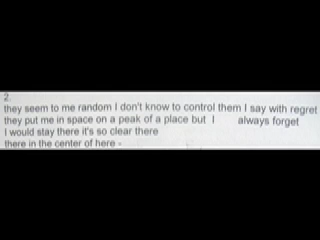 2.
they seem to me random I don't know to control them I say with regret
they put me in space on a peak of a place but I always forget
I would stay there it's so clear there
there in the center of here -